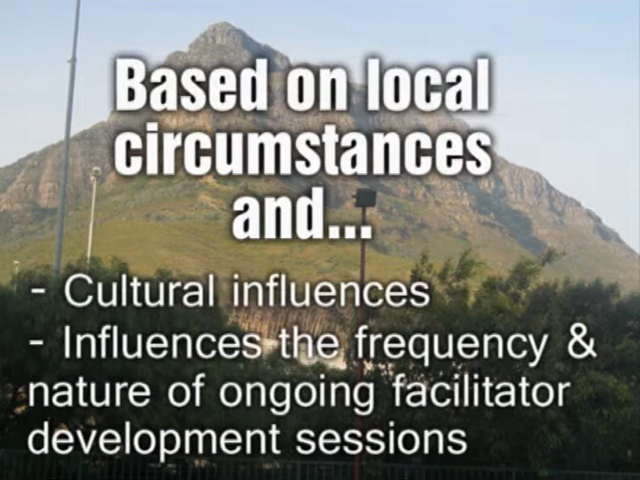 Based on local
circumstances
and...
- Cultural influences
- Influences the frequency &
nature of ongoing facilitator
development sessions